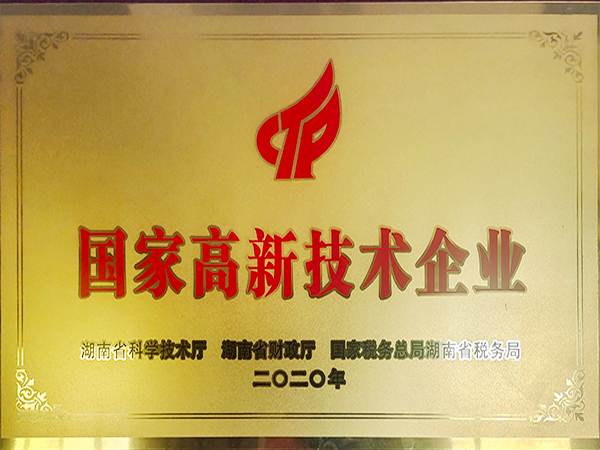 CTP
国家高新技术企业
湖南省科学技术厅 湖南省财政厅 国家税务总局湖南省税务局
二〇二〇年